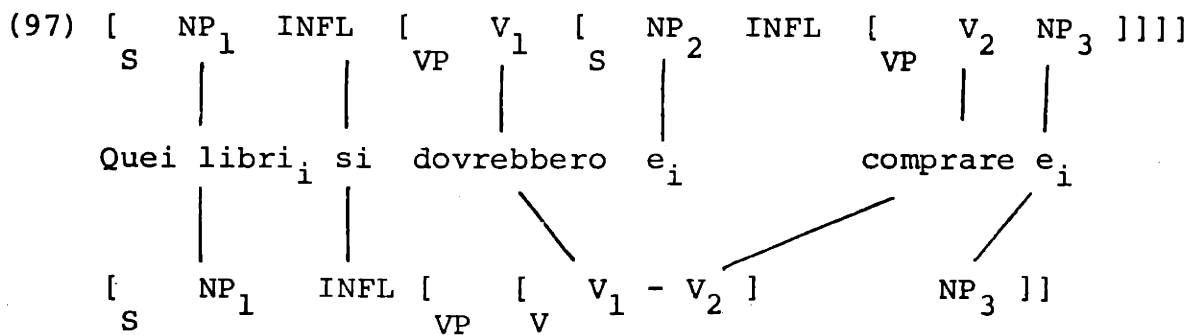 (97) [ NP1 INFL [ V1 [ NP2 INFL [ V2 NP3 ]]]]
S VP S VP
Quei libri_i si dovrebbero e_i comprare e_i
[ NP1 INFL [ [ V1 - V2 ] NP3 ]]
S VP V